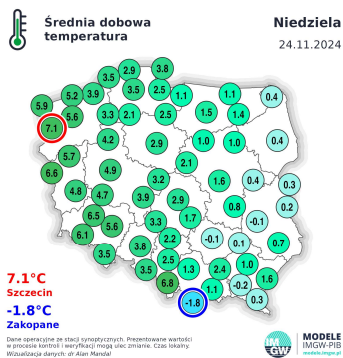 Średnia dobowa
temperatura
Niedziela
24.11.2024
3.5 2.9 3.8
5.9 5.2 3.9 3.5 2.5 1.1 1.1 0.4
7.1 5.6 3.3 2.1 2.5 1.5 1.4
4.2 2.9 1.0 1.0 0.4
5.7 2.1
6.6 4.9 3.2 1.6 0.4 0.3
4.8 4.7 3.9 2.9 0.8 0.2
6.5 3.3 1.7 -0.1
6.1 5.6 2.2 -0.1 0.1 0.7
3.5 3.8 2.5
3.5 1.3 2.4 1.0 1.6
6.8 1.1 -0.2
-1.8 0.3
7.1°C
Szczecin
-1.8°C
Zakopane
Dane operacyjne ze stacji synoptycznych. Prezentowane wartości
w procesie kontroli i weryfikacji mogą ulec zmianie. Czas lokalny.
Wizualizacja danych: dr Alan Mandal
IM
GW
MODELE
IMGW-PIB
modele.imgw.pl